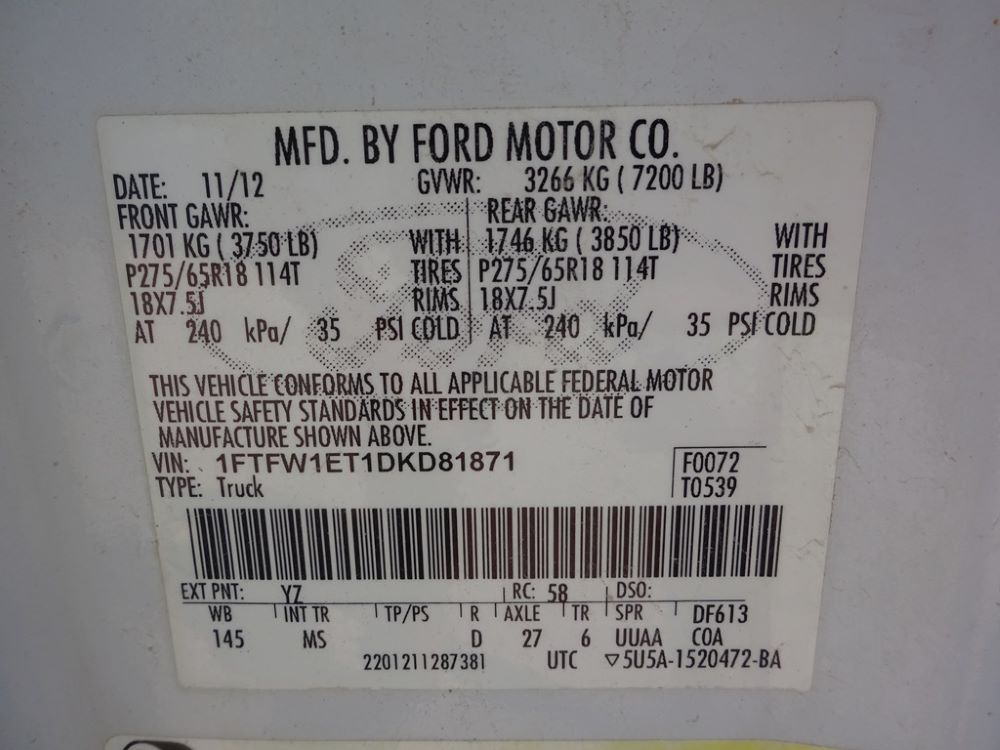 MFD. BY FORD MOTOR CO.
DATE: 11/12 GVWR: 3266 KG ( 7200 LB)
FRONT GAWR: REAR GAWR:
1701 KG ( 3750 LB) WITH 1746 KG ( 3850 LB) WITH
P275/65R18 114T TIRES P275/65R18 114T TIRES
18X7.5J RIMS 18X7.5J RIMS
AT 240 kPa/ 35 PSI COLD AT 240 kPa/ 35 PSI COLD
THIS VEHICLE CONFORMS TO ALL APPLICABLE FEDERAL MOTOR
VEHICLE SAFETY STANDARDS IN EFFECT ON THE DATE OF
MANUFACTURE SHOWN ABOVE.
VIN: 1FTFW1ET1DKD81871 F0072
TYPE: Truck T0539
EXT PNT: YZ RC: 58 DSO:
WB INT TR TP/PS R AXLE TR SPR DF613
145 MS D 27 6 UUAA COA
2201211287381 UTC ▽5U5A-1520472-BA